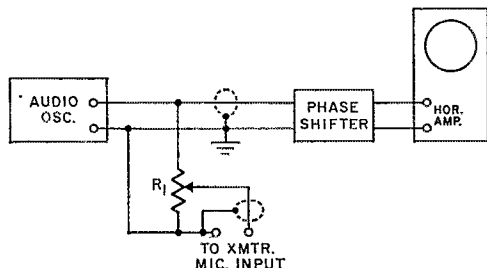 AUDIO
OSC.
PHASE
SHIFTER
HOR.
AMP.
R1
TO XMTR.
MIC. INPUT